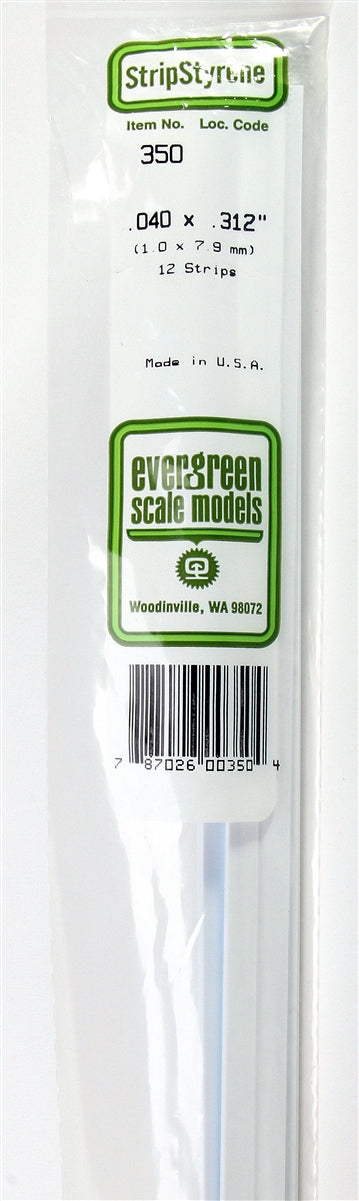 StripStyrene
Item No. Loc. Code
350
.040 x .312"
(1.0 x 7.9 mm)
12 Strips
Made in U.S.A.
evergreen
scale models
Woodinville, WA 98072
7 87026 00350 4